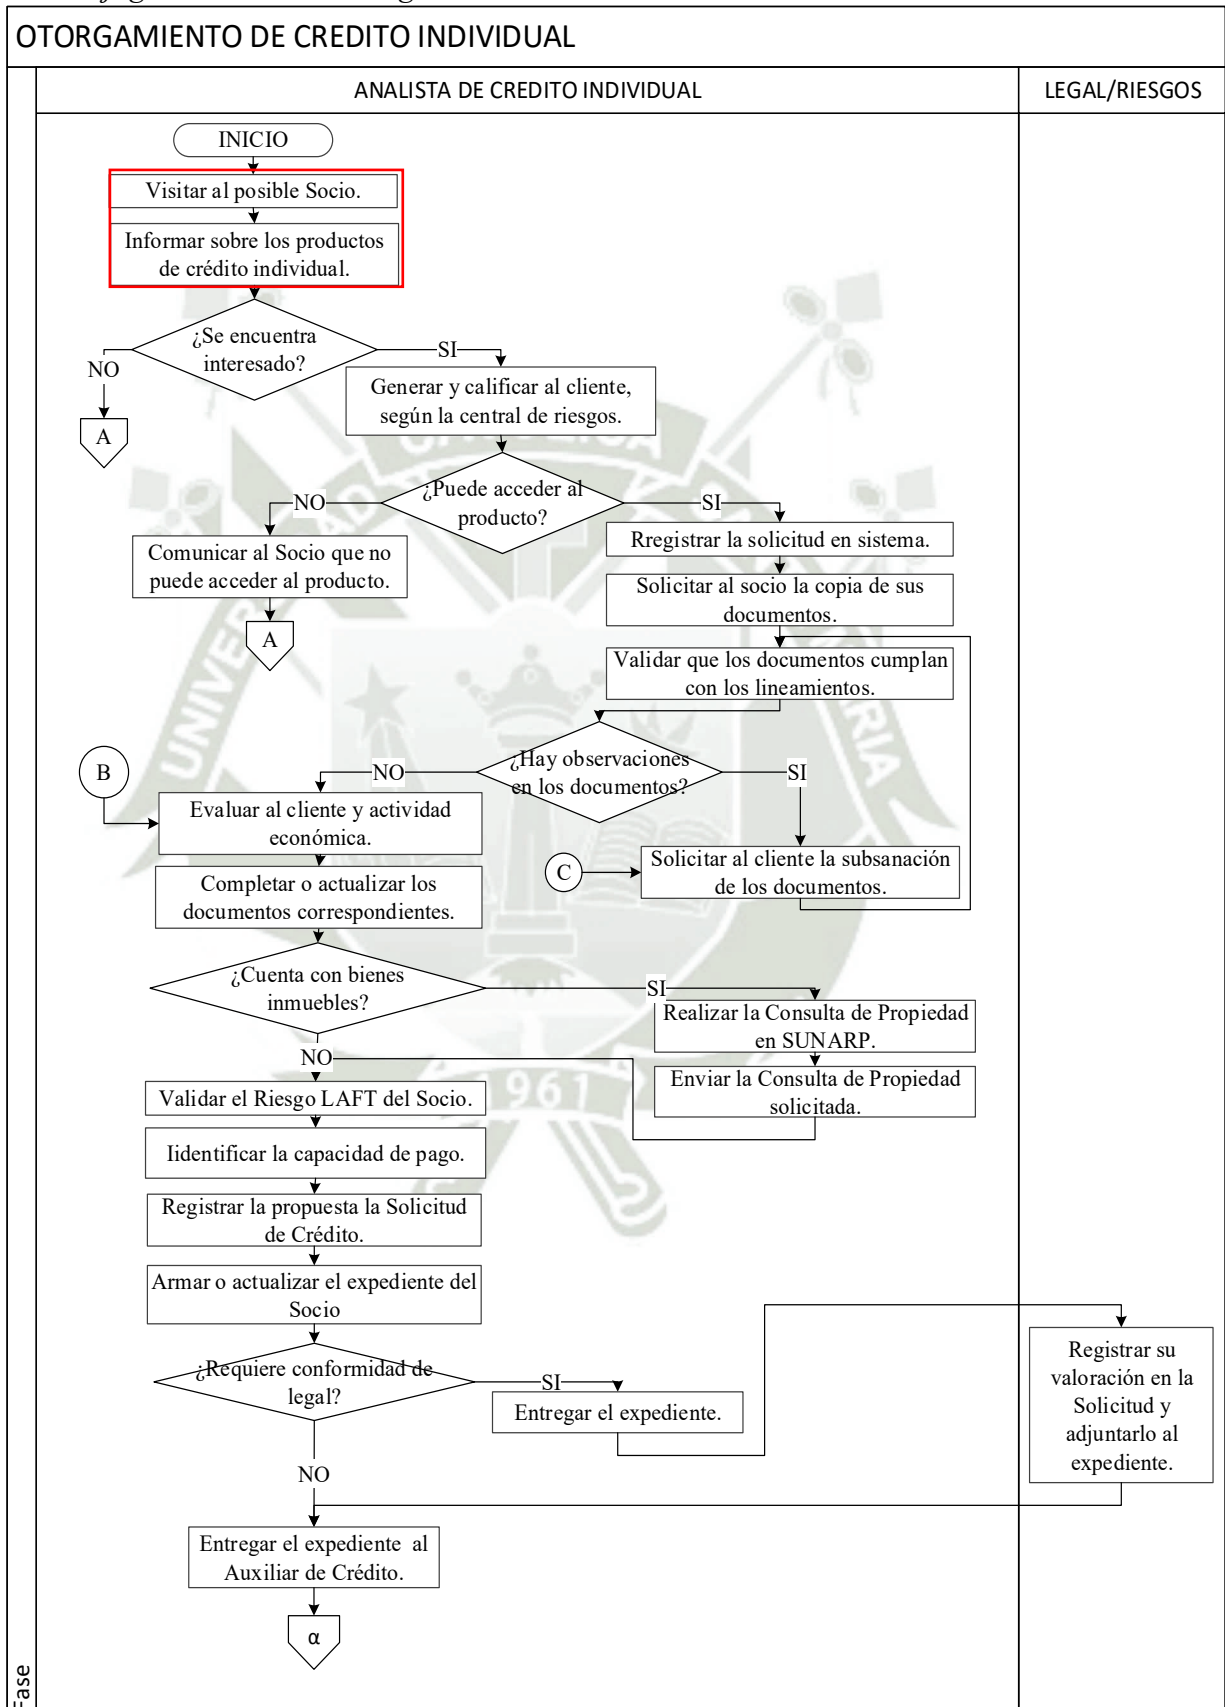 OTORGAMIENTO DE CREDITO INDIVIDUAL
ANALISTA DE CREDITO INDIVIDUAL
LEGAL/RIESGOS
INICIO
Visitar al posible Socio.
Informar sobre los productos
de crédito individual.
¿Se encuentra
interesado?
NO
SI
A
Generar y calificar al cliente,
según la central de riesgos.
¿Puede acceder al
producto?
NO
SI
Comunicar al Socio que no
puede acceder al producto.
A
Rregistrar la solicitud en sistema.
Solicitar al socio la copia de sus
documentos.
Validar que los documentos cumplan
con los lineamientos.
¿Hay observaciones
en los documentos?
NO
SI
B
Evaluar al cliente y actividad
económica.
C
Solicitar al cliente la subsanación
de los documentos.
Completar o actualizar los
documentos correspondientes.
¿Cuenta con bienes
inmuebles?
SI
NO
Realizar la Consulta de Propiedad
en SUNARP.
Enviar la Consulta de Propiedad
solicitada.
Validar el Riesgo LAFT del Socio.
Iidentificar la capacidad de pago.
Registrar la propuesta la Solicitud
de Crédito.
Armar o actualizar el expediente del
Socio
¿Requiere conformidad de
legal?
SI
NO
Entregar el expediente.
Registrar su
valoración en la
Solicitud y
adjuntarlo al
expediente.
Entregar el expediente al
Auxiliar de Crédito.
α
Fase
1961